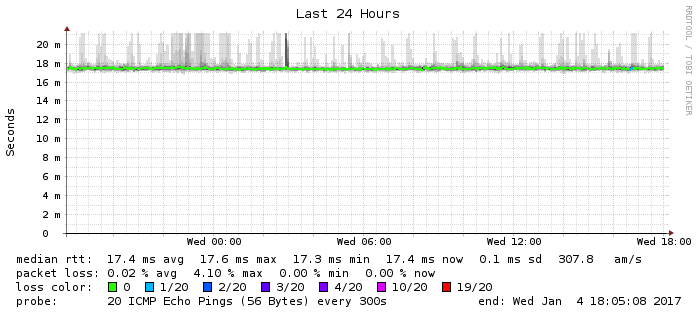 Last 24 Hours
RRDTOOL / TOBI OETIKER
Seconds
20 m
18 m
16 m
14 m
12 m
10 m
8 m
6 m
4 m
2 m
0
Wed 00:00 Wed 06:00 Wed 12:00 Wed 18:00
median rtt: 17.4 ms avg 17.6 ms max 17.3 ms min 17.4 ms now 0.1 ms sd 307.8 am/s
packet loss: 0.02 % avg 4.10 % max 0.00 % min 0.00 % now
loss color: 0 1/20 2/20 3/20 4/20 10/20 19/20
probe: 20 ICMP Echo Pings (56 Bytes) every 300s end: Wed Jan 4 18:05:08 2017